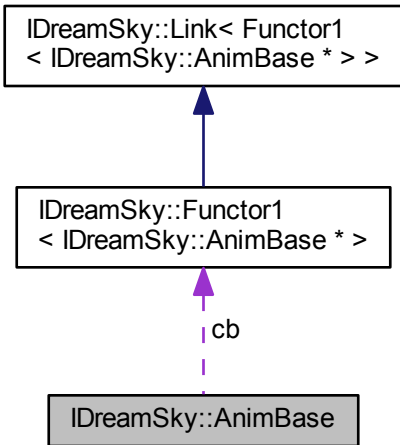 IDreamSky::Link< Functor1
< IDreamSky::AnimBase * > >
IDreamSky::Functor1
< IDreamSky::AnimBase * >
cb
IDreamSky::AnimBase